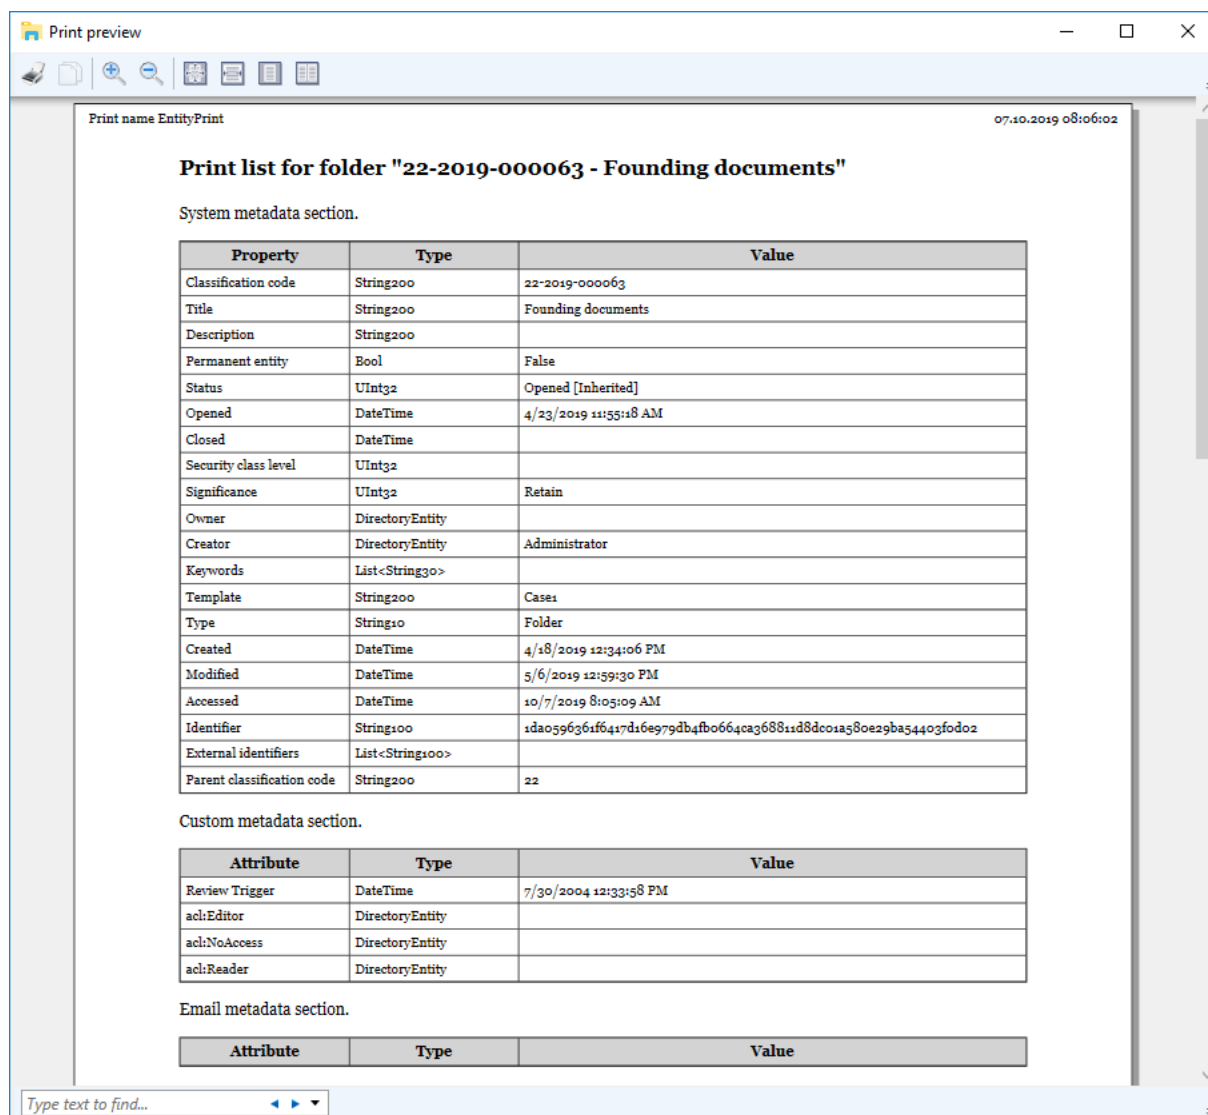 Print preview
Print name EntityPrint 07.10.2019 08:06:02
Print list for folder "22-2019-000063 - Founding documents"
System metadata section.
Property Type Value
Classification code String200 22-2019-000063
Title String200 Founding documents
Description String200
Permanent entity Bool False
Status UInt32 Opened [Inherited]
Opened DateTime 4/23/2019 11:55:18 AM
Closed DateTime
Security class level UInt32
Significance UInt32 Retain
Owner DirectoryEntity
Creator DirectoryEntity Administrator
Keywords List<String30>
Template String200 Case1
Type String10 Folder
Created DateTime 4/18/2019 12:34:06 PM
Modified DateTime 5/6/2019 12:59:30 PM
Accessed DateTime 10/7/2019 8:05:09 AM
Identifier String100 1da0596361f6417d16e979db4fb0664ca368811d8dc01a580e29ba54403f0d02
External identifiers List<String100>
Parent classification code String200 22
Custom metadata section.
Attribute Type Value
Review Trigger DateTime 7/30/2004 12:33:58 PM
acl:Editor DirectoryEntity
acl:NoAccess DirectoryEntity
acl:Reader DirectoryEntity
Email metadata section.
Attribute Type Value
Type text to find...